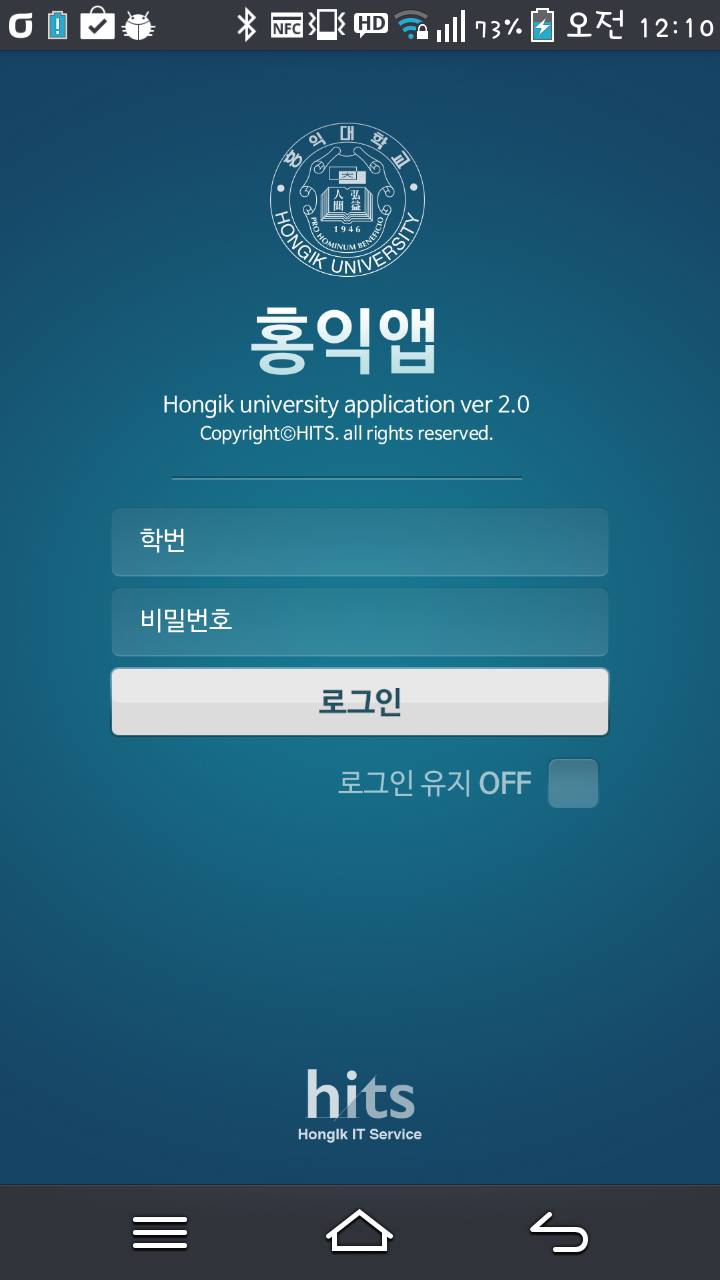 NFC HD 73% 오전 12:10
홍익대학교
人間 弘益
1946
PRO HOMINUM BENEFICIO
HONGIK UNIVERSITY
홍익앱
Hongik university application ver 2.0
Copyright©HITS. all rights reserved.
학번
비밀번호
로그인
로그인 유지 OFF
hits
Hongik IT Service